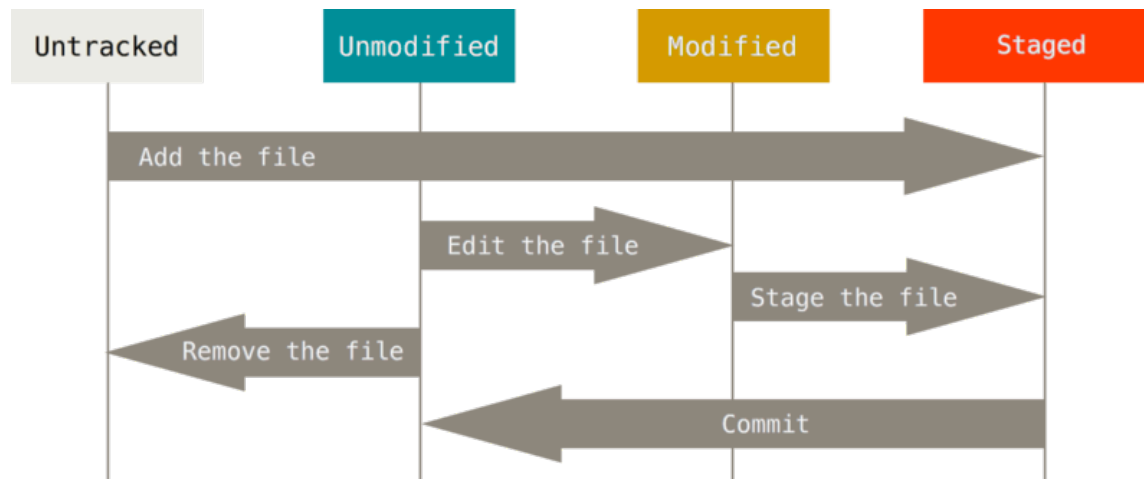 Untracked
Unmodified
Modified
Staged
Add the file
Edit the file
Stage the file
Remove the file
Commit